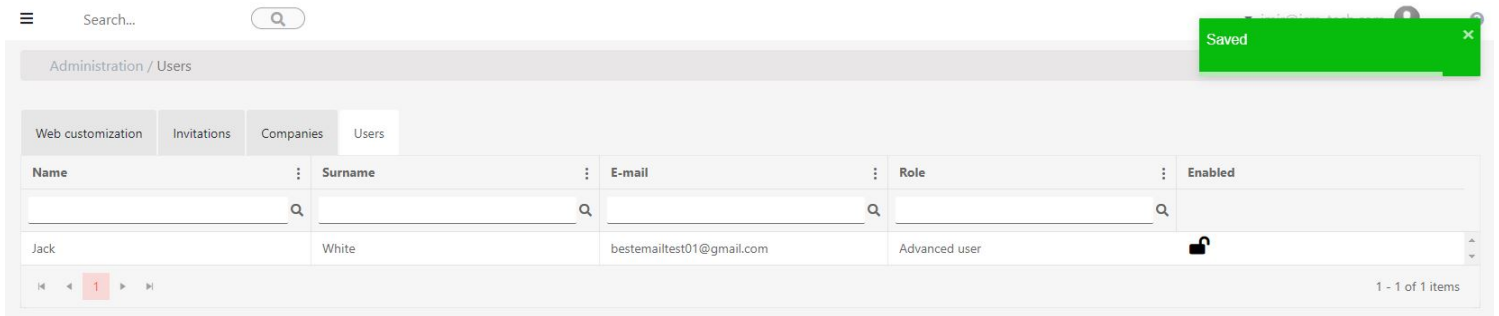 Search...
Saved
Administration / Users
Web customization Invitations Companies Users
Name Surname E-mail Role Enabled
Jack White bestemailtest01@gmail.com Advanced user
1 1 - 1 of 1 items